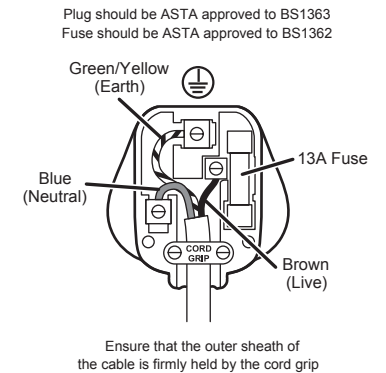 Plug should be ASTA approved to BS1363
Fuse should be ASTA approved to BS1362
Green/Yellow
(Earth)
13A Fuse
Blue
(Neutral)
CORD
GRIP
Brown
(Live)
Ensure that the outer sheath of
the cable is firmly held by the cord grip